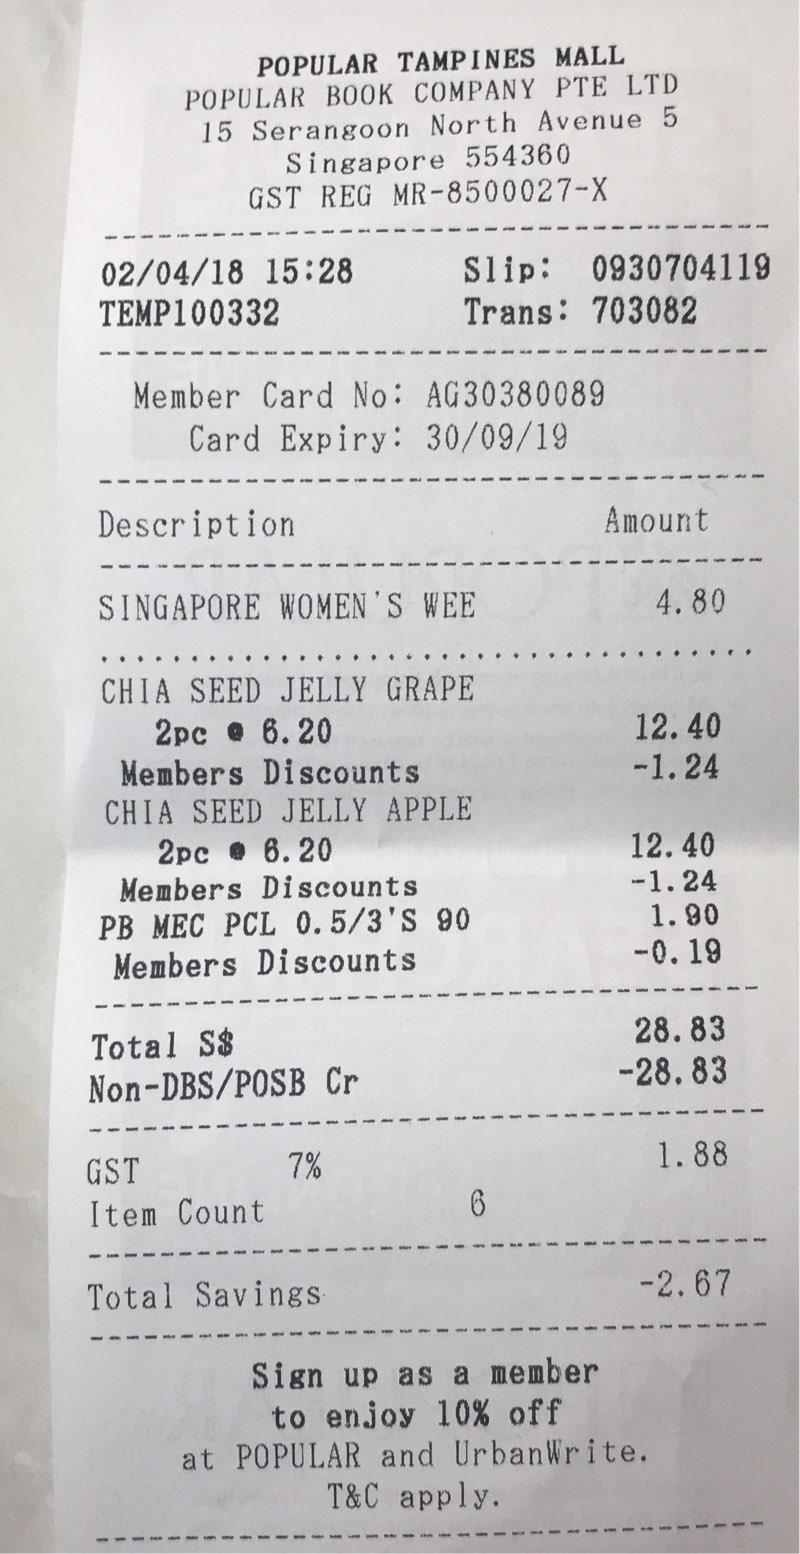 POPULAR TAMPINES MALL
POPULAR BOOK COMPANY PTE LTD
15 Serangoon North Avenue 5
Singapore 554360
GST REG MR-8500027-X
02/04/18 15:28 Slip: 0930704119
TEMP100332 Trans: 703082
Member Card No: AG30380089
Card Expiry: 30/09/19
Description Amount
SINGAPORE WOMEN'S WEE 4.80
CHIA SEED JELLY GRAPE
2pc @ 6.20 12.40
Members Discounts -1.24
CHIA SEED JELLY APPLE
2pc @ 6.20 12.40
Members Discounts -1.24
PB MEC PCL 0.5/3'S 90 1.90
Members Discounts -0.19
Total S$ 28.83
Non-DBS/POSB Cr -28.83
GST 7% 1.88
Item Count 6
Total Savings -2.67
Sign up as a member
to enjoy 10% off
at POPULAR and UrbanWrite.
T&C apply.